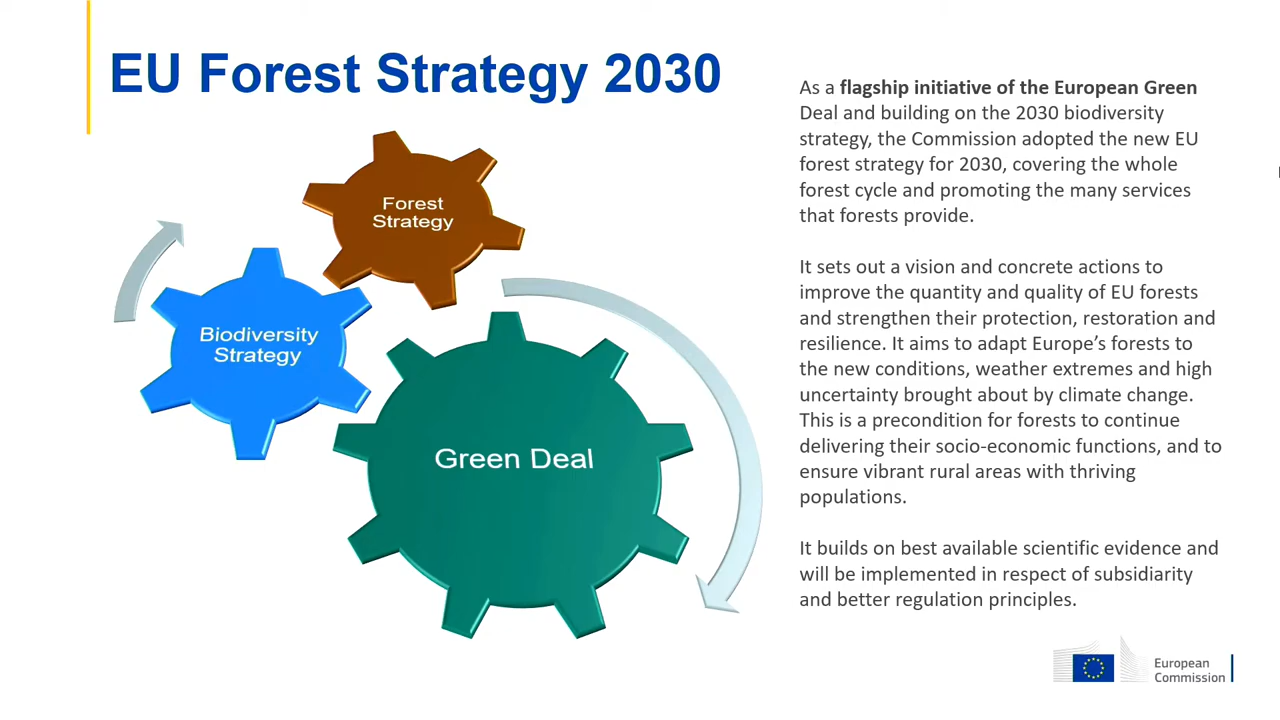 EU Forest Strategy 2030
Forest
Strategy
Biodiversity
Strategy
Green Deal
As a flagship initiative of the European Green
Deal and building on the 2030 biodiversity
strategy, the Commission adopted the new EU
forest strategy for 2030, covering the whole
forest cycle and promoting the many services
that forests provide.
It sets out a vision and concrete actions to
improve the quantity and quality of EU forests
and strengthen their protection, restoration and
resilience. It aims to adapt Europe’s forests to
the new conditions, weather extremes and high
uncertainty brought about by climate change.
This is a precondition for forests to continue
delivering their socio-economic functions, and to
ensure vibrant rural areas with thriving
populations.
It builds on best available scientific evidence and
will be implemented in respect of subsidiarity
and better regulation principles.
European
Commission